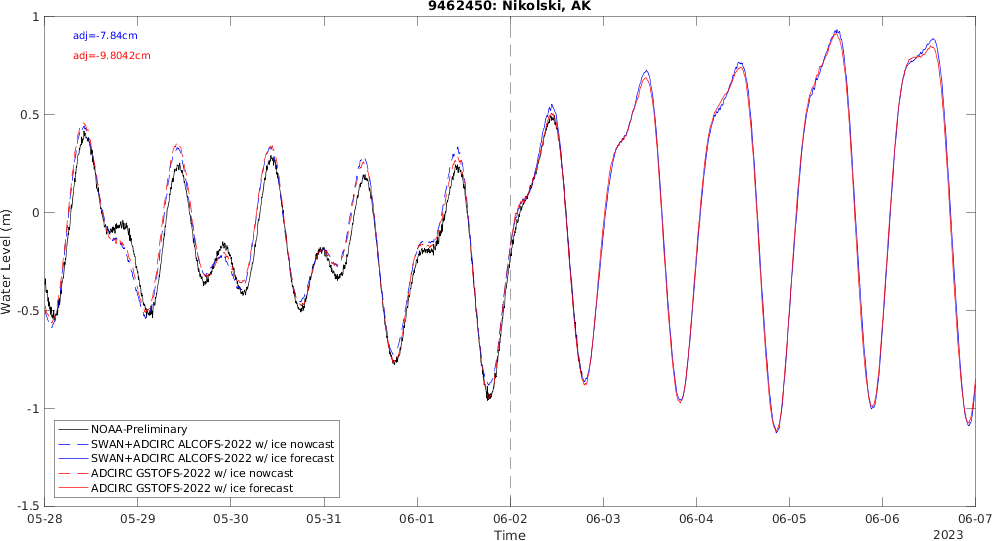 9462450: Nikolski, AK
adj=-7.84cm
adj=-9.8042cm
1
0.5
0
-0.5
-1
-1.5
Water Level (m)
NOAA-Preliminary
SWAN+ADCIRC ALCOFS-2022 w/ ice nowcast
SWAN+ADCIRC ALCOFS-2022 w/ ice forecast
ADCIRC GSTOFS-2022 w/ ice nowcast
ADCIRC GSTOFS-2022 w/ ice forecast
05-28 05-29 05-30 05-31 06-01 06-02 06-03 06-04 06-05 06-06 06-07
Time
2023